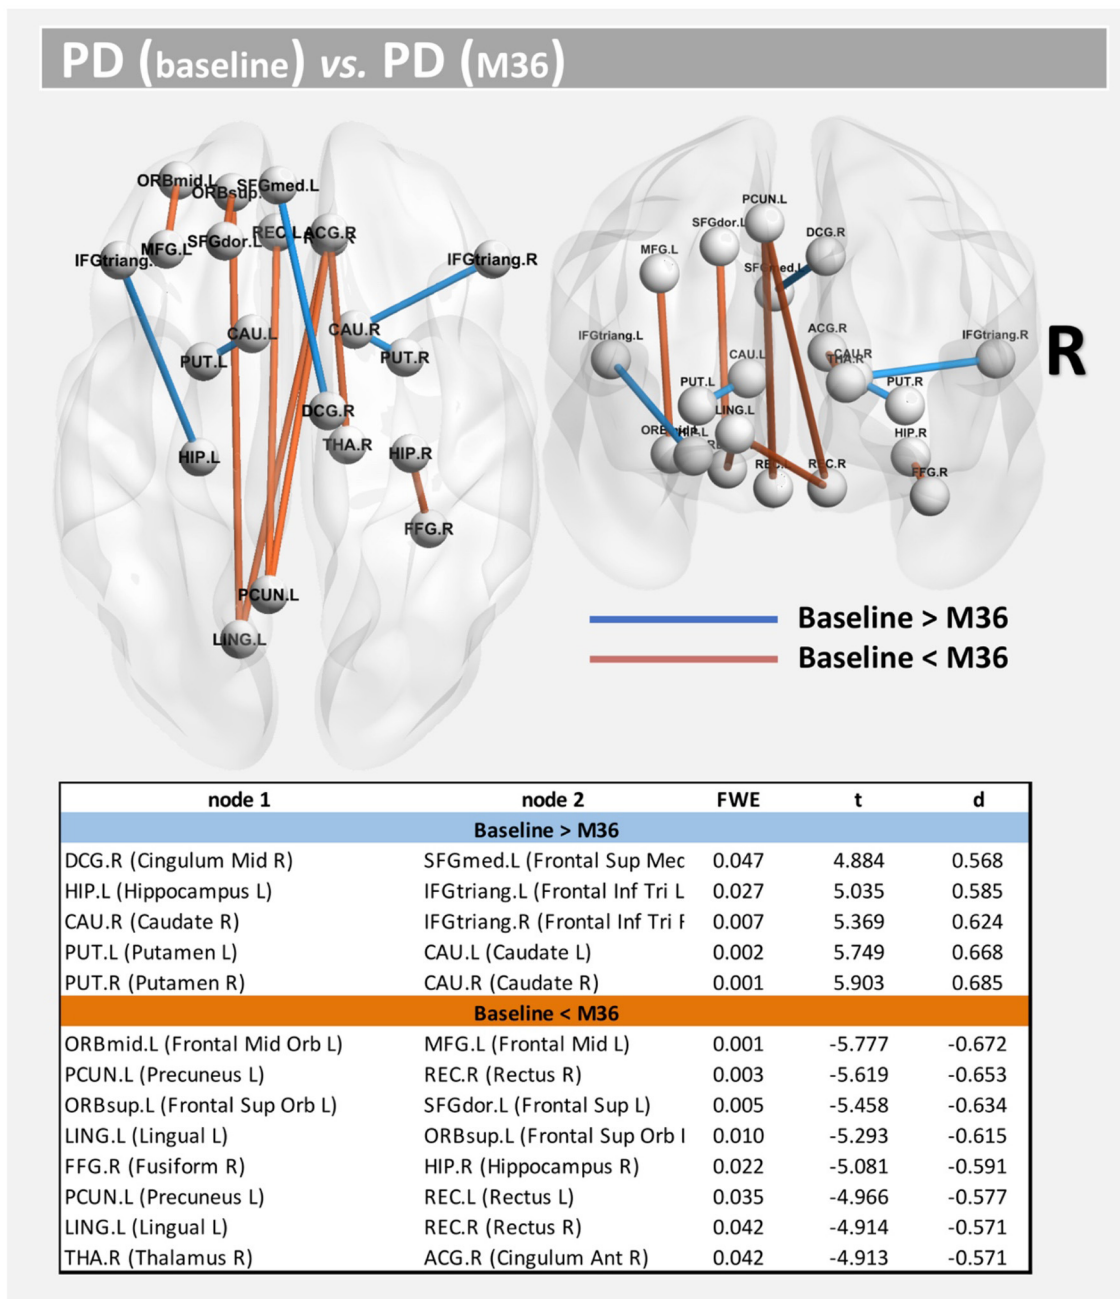 PD (baseline) vs. PD (M36)
ORBmid.L
SFGmed.L
MFG.L
SFGdor.L
REC.L
ACG.R
IFGtriang.
IFGtriang.R
CAU.L
CAU.R
PUT.L
PUT.R
DCG.R
THA.R
HIP.R
HIP.L
FFG.R
PCUN.L
LING.L
PCUN.L
SFGdor.L
DCG.R
MFG.L
SFGmed.L
IFGtriang.L
ACG.R
IFGtriang.R
CAU.R
THA.R
CAU.L
PUT.L
PUT.R
LING.L
HIP.R
REC.R
FFG.R
R
Baseline > M36
Baseline < M36
node 1 node 2 FWE t d
Baseline > M36
DCG.R (Cingulum Mid R) SFGmed.L (Frontal Sup Med 0.047 4.884 0.568
HIP.L (Hippocampus L) IFGtriang.L (Frontal Inf Tri L 0.027 5.035 0.585
CAU.R (Caudate R) IFGtriang.R (Frontal Inf Tri 0.007 5.369 0.624
PUT.L (Putamen L) CAU.L (Caudate L) 0.002 5.749 0.668
PUT.R (Putamen R) CAU.R (Caudate R) 0.001 5.903 0.685
Baseline < M36
ORBmid.L (Frontal Mid Orb L) MFG.L (Frontal Mid L) 0.001 -5.777 -0.672
PCUN.L (Precuneus L) REC.R (Rectus R) 0.003 -5.619 -0.653
ORBsup.L (Frontal Sup Orb L) SFGdor.L (Frontal Sup L) 0.005 -5.458 -0.634
LING.L (Lingual L) ORBsup.L (Frontal Sup Orb 0.010 -5.293 -0.615
FFG.R (Fusiform R) HIP.R (Hippocampus R) 0.022 -5.081 -0.591
PCUN.L (Precuneus L) REC.L (Rectus L) 0.035 -4.966 -0.577
LING.L (Lingual L) REC.R (Rectus R) 0.042 -4.914 -0.571
THA.R (Thalamus R) ACG.R (Cingulum Ant R) 0.042 -4.913 -0.571